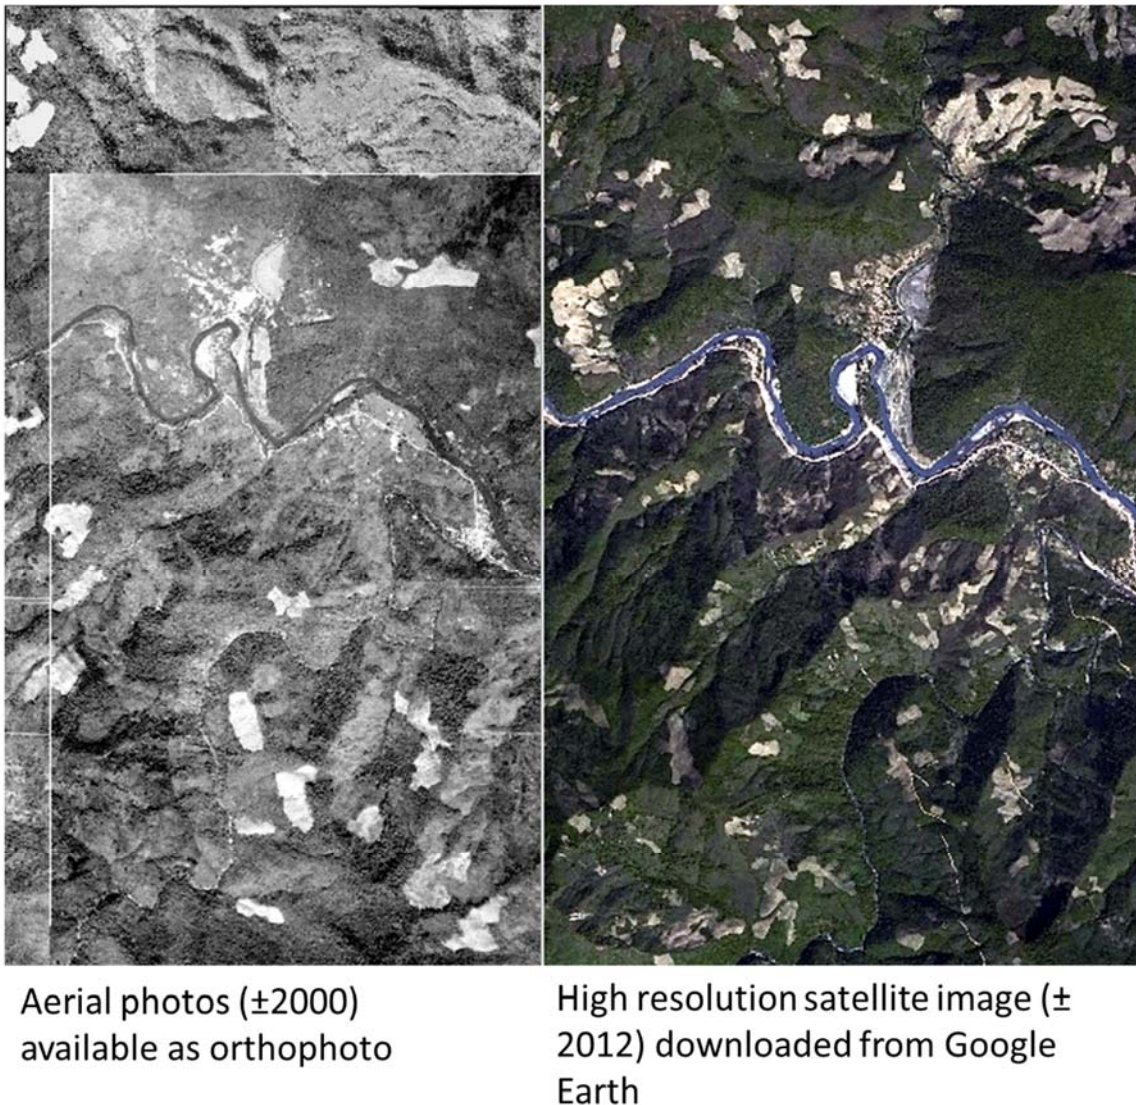 Aerial photos (±2000)
available as orthophoto
High resolution satellite image (±
2012) downloaded from Google
Earth